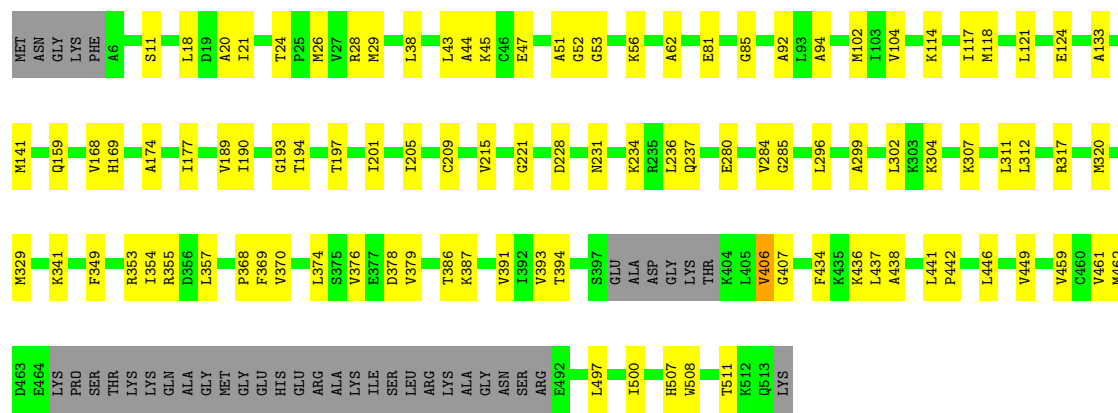 MET ASN GLY LYS PHE A6 S11 L18 D19 A20 I21 T24 P25 M26 V27 R28 M29 L38 L43 A44 K45 C46 E47 A51 G52 G53 K56 A62 E81 G85 A92 L93 A94 M102 I103 V104 K114 I117 M118 L121 E124 A133
M141 Q159 V168 H169 A174 I177 V189 I190 G193 T194 T197 I201 I205 C209 V215 G221 D228 N231 K234 R235 L236 Q237 E280 V284 G285 L296 A299 L302 K303 K304 K307 L311 L312 R317 M320
M329 K341 F349 R353 I354 R355 D356 L357 P368 F369 V370 L374 S375 V376 E377 D378 V379 T386 K387 V391 I392 V393 T394 S397 GLU ALA ASP GLY LYS THR K404 L405 V406 G407 F434 K435 K436 L437 A438 L441 P442 L446 V449 V459 C460 V461 M462
D463 E464 LYS PRO SER THR LYS LYS GLN ALA GLY MET GLY GLU HIS GLU ARG ALA LYS ILE SER LEU ARG LYS ALA GLY ASN SER ARG E492 L497 I500 H507 W508 T511 K512 Q513 LYS